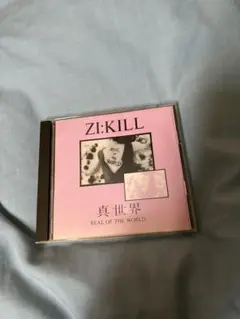 ZI:KILL
真世界
REAL OF THE WORLD